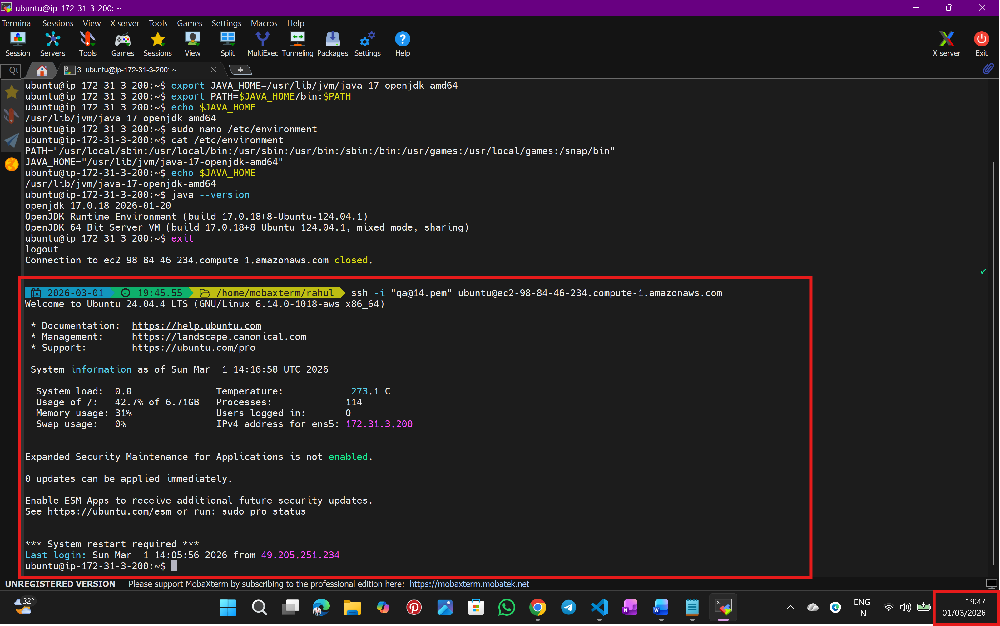 ubuntu@ip-172-31-3-200: ~
Terminal Sessions View X server Tools Games Settings Macros Help
Session Servers Tools Games Sessions View Split MultiExec Tunneling Packages Settings Help X server Exit
Qu 3. ubuntu@ip-172-31-3-200: ~
ubuntu@ip-172-31-3-200:~$ export JAVA_HOME=/usr/lib/jvm/java-17-openjdk-amd64
ubuntu@ip-172-31-3-200:~$ export PATH=$JAVA_HOME/bin:$PATH
ubuntu@ip-172-31-3-200:~$ echo $JAVA_HOME
/usr/lib/jvm/java-17-openjdk-amd64
ubuntu@ip-172-31-3-200:~$ sudo nano /etc/environment
ubuntu@ip-172-31-3-200:~$ cat /etc/environment
PATH="/usr/local/sbin:/usr/local/bin:/usr/sbin:/usr/bin:/sbin:/bin:/usr/games:/usr/local/games:/snap/bin"
JAVA_HOME="/usr/lib/jvm/java-17-openjdk-amd64"
ubuntu@ip-172-31-3-200:~$ echo $JAVA_HOME
/usr/lib/jvm/java-17-openjdk-amd64
ubuntu@ip-172-31-3-200:~$ java --version
openjdk 17.0.18 2026-01-20
OpenJDK Runtime Environment (build 17.0.18+8-Ubuntu-124.04.1)
OpenJDK 64-Bit Server VM (build 17.0.18+8-Ubuntu-124.04.1, mixed mode, sharing)
ubuntu@ip-172-31-3-200:~$ exit
logout
Connection to ec2-98-84-46-234.compute-1.amazonaws.com closed.
2026-03-01 19:45.55 /home/mobaxterm/rahul ssh -i "qa@14.pem" ubuntu@ec2-98-84-46-234.compute-1.amazonaws.com
Welcome to Ubuntu 24.04.4 LTS (GNU/Linux 6.14.0-1018-aws x86_64)
* Documentation: https://help.ubuntu.com
* Management: https://landscape.canonical.com
* Support: https://ubuntu.com/pro
System information as of Sun Mar 1 14:16:58 UTC 2026
System load: 0.0 Temperature: -273.1 C
Usage of /: 42.7% of 6.71GB Processes: 114
Memory usage: 31% Users logged in: 0
Swap usage: 0% IPv4 address for ens5: 172.31.3.200
Expanded Security Maintenance for Applications is not enabled.
0 updates can be applied immediately.
Enable ESM Apps to receive additional future security updates.
See https://ubuntu.com/esm or run: sudo pro status
*** System restart required ***
Last login: Sun Mar 1 14:05:56 2026 from 49.205.251.234
ubuntu@ip-172-31-3-200:~$
UNREGISTERED VERSION - Please support MobaXterm by subscribing to the professional edition here: https://mobaxterm.mobatek.net
32°
ENG
IN
19:47
01/03/2026